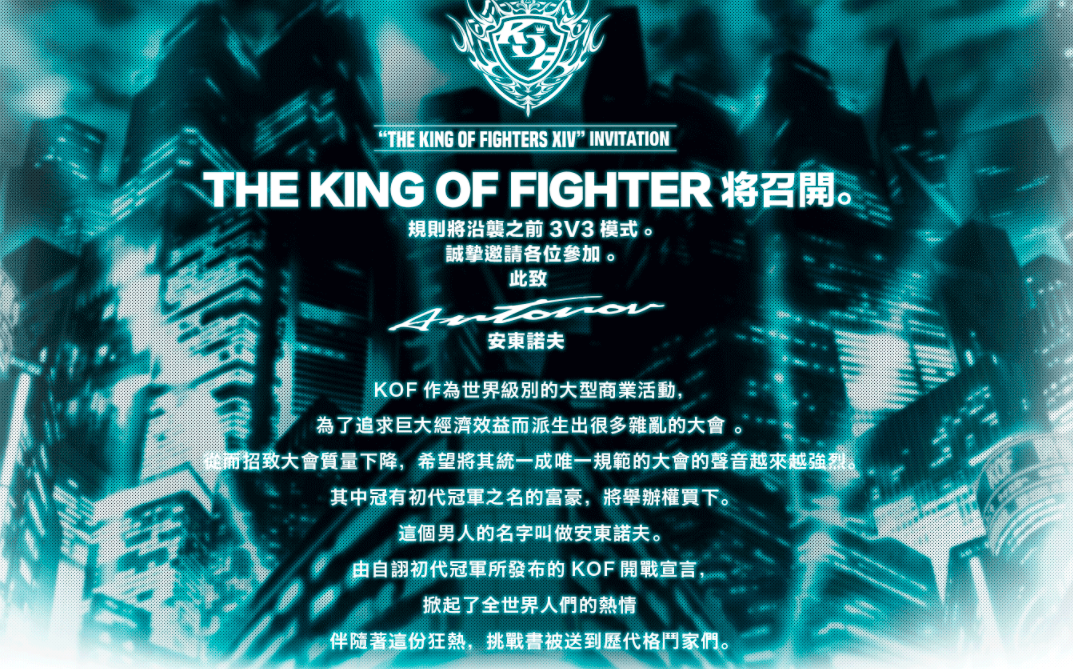 KOF
“THE KING OF FIGHTERS XIV” INVITATION
THE KING OF FIGHTER 将召開。
規則將沿襲之前 3V3 模式。
誠摯邀請各位參加。
此致
Antonov
安東諾夫
KOF 作為世界級別的大型商業活動，
為了追求巨大經濟效益而派生出很多雜亂的大會 。
從而招致大會質量下降，希望將其統一成唯一規範的大會的聲音越來越強烈。
其中冠有初代冠軍之名的富豪，將舉辦權買下。
這個男人的名字叫做安東諾夫。
由自詡初代冠軍所發布的 KOF 開戰宣言，
掀起了全世界人們的熱情
伴隨著這份狂熱，挑戰書被送到歷代格鬥家們。